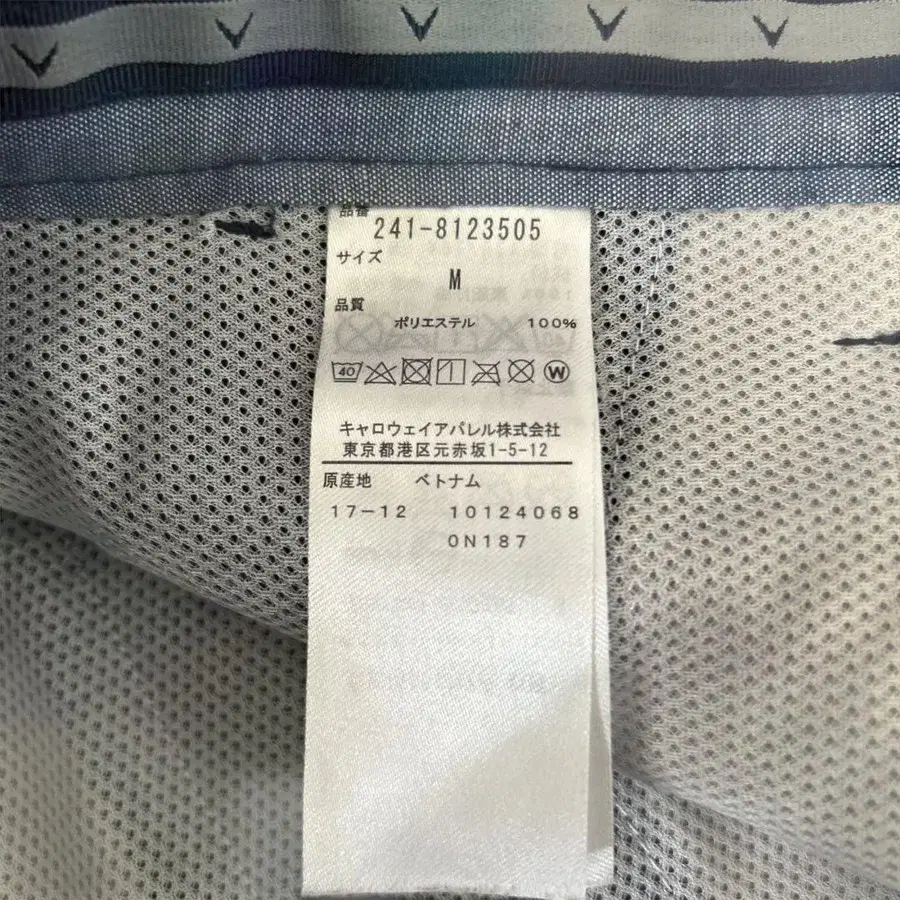 品番
241-8123505
サイズ
M
品質
ポリエステル 100%
40 W
キャロウェイアパレル株式会社
東京都港区元赤坂1-5-12
原産地 ベトナム
17-12 10124068
0N187